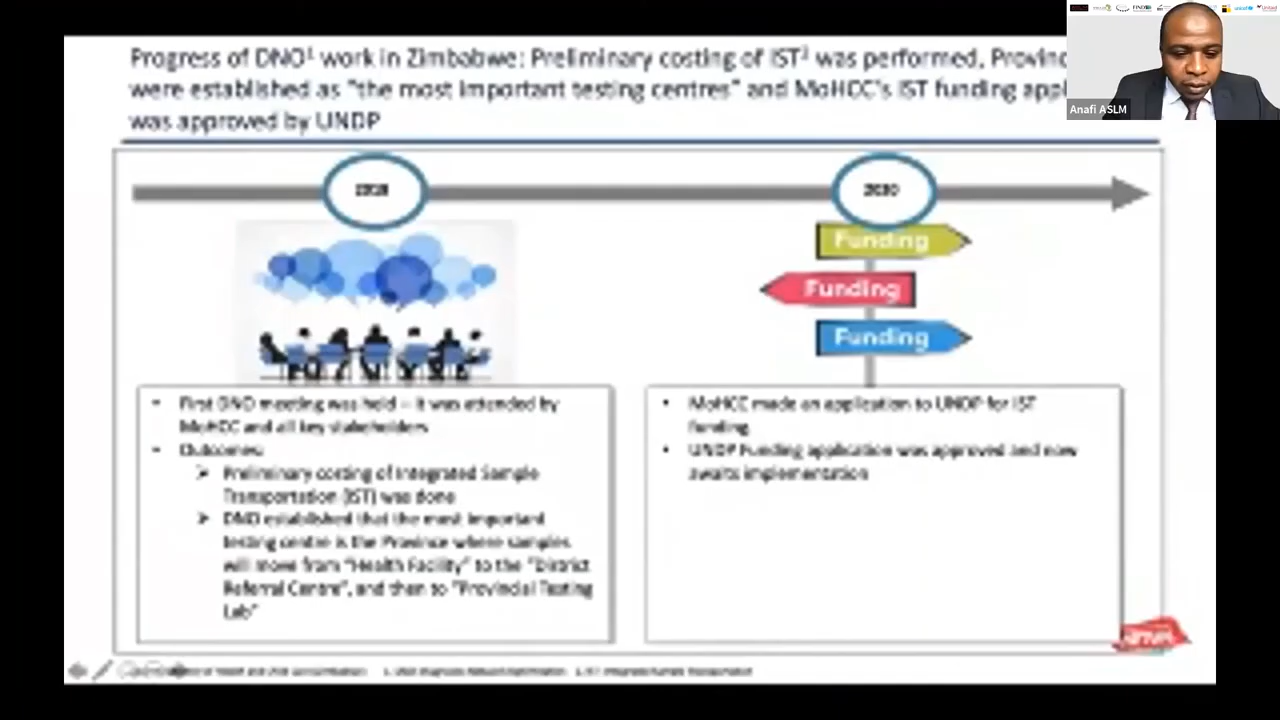 Progress of DNO¹ work in Zimbabwe: Preliminary costing of IST² was performed, Provinc
were established as "the most important testing centres" and MoHCC's IST funding appl
was approved by UNDP
Anafi ASLM
Funding
Funding
Funding
• First DNO meeting was held – it was attended by
MoHCC and all key stakeholders
• Outcomes:
➢ Preliminary costing of Integrated Sample
Transportation (IST) was done
➢ DNO established that the most important
testing centre is the Province where samples
will move from "Health Facility" to the "District
Referral Centre", and then to "Provincial Testing
Lab"
• MoHCC made an application to UNDP for IST
funding
• UNDP Funding application was approved and now
awaits implementation